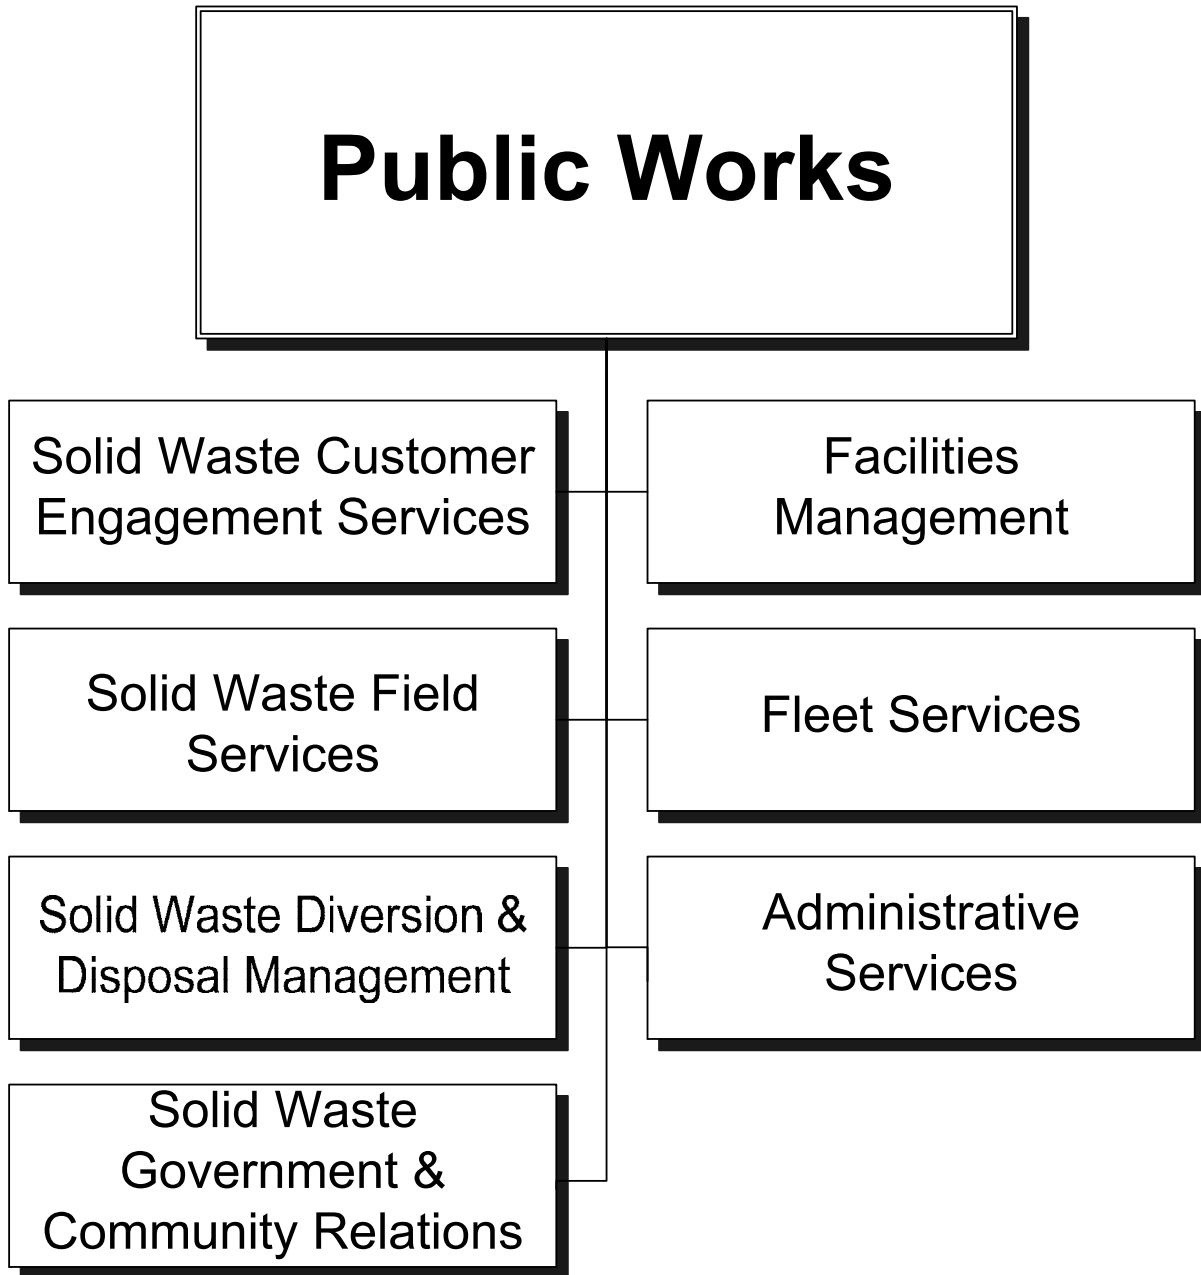 Public Works
Solid Waste Customer
Engagement Services
Facilities
Management
Solid Waste Field
Services
Fleet Services
Solid Waste Diversion &
Disposal Management
Administrative
Services
Solid Waste
Government &
Community Relations